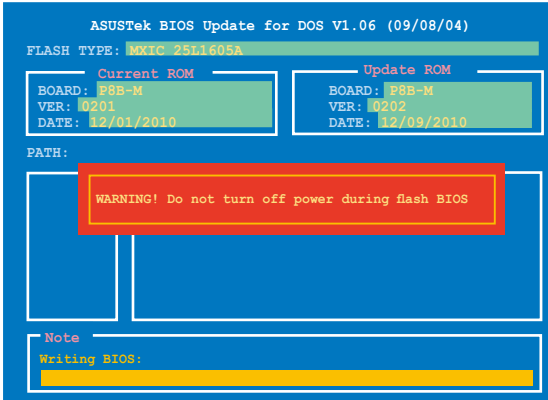 ASUSTek BIOS Update for DOS V1.06 (09/08/04)
FLASH TYPE: MXIC 25L1605A
Current ROM
BOARD: P8B-M
VER: 0201
DATE: 12/01/2010
Update ROM
BOARD: P8B-M
VER: 0202
DATE: 12/09/2010
PATH:
WARNING! Do not turn off power during flash BIOS
Note
Writing BIOS: